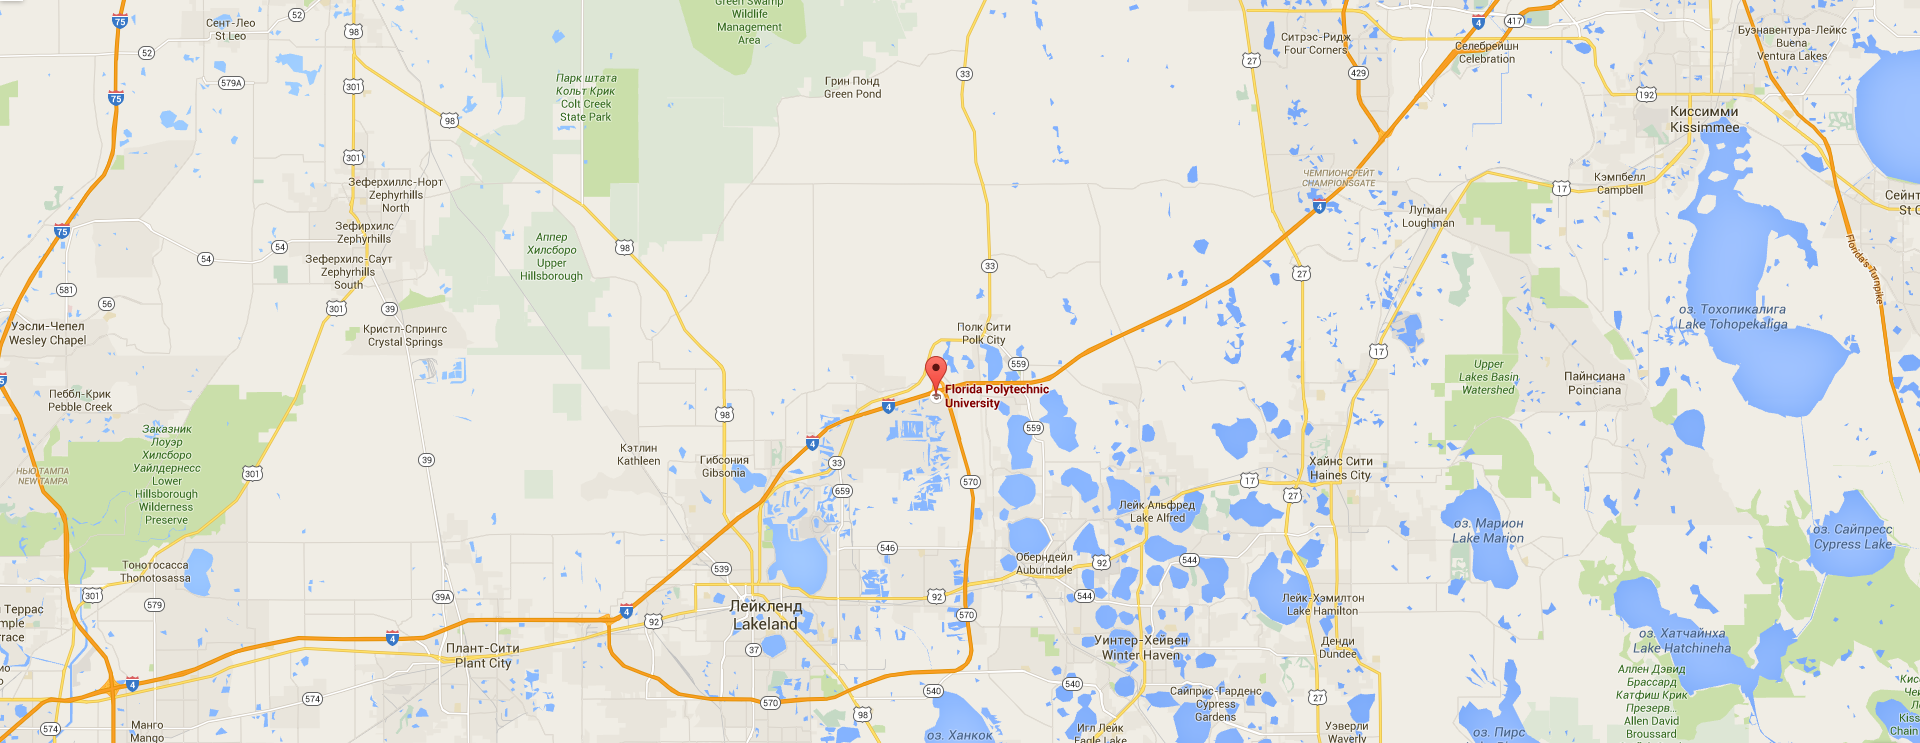 Green Swamp
Wildlife
Management
Area
75
Сент-Лео
St Leo
52
98
52
579A
301
75
98
301
Парк штата
Кольт Крик
Colt Creek
State Park
Грин Понд
Green Pond
33
27
Ситрэс-Ридж
Four Corners
429
4
417
Селебрейшн
Celebration
Буэнавентура-Лейкс
Buena
Ventura Lakes
192
Киссимми
Kissimmee
Зеферхиллс-Норт
Zephyrhills
North
ЧЕМПИОНСГЕЙТ
CHAMPIONSGATE
4
17
Кэмпбелл
Campbell
Лугман
Loughman
75
54
54
Зефирхилс
Zephyrhills
Аппер
Хилсборо
Upper
Hillsborough
98
Зеферхилс-Саут
Zephyrhills
South
33
27
Florida's Turnpike
581
56
301
39
Уэсли-Чепел
Wesley Chapel
Кристл-Спрингс
Crystal Springs
Полк Сити
Polk City
оз. Тохопикалига
Lake Tohopekaliga
17
559
Upper
Lakes Basin
Watershed
Пайнсиана
Poinciana
Florida Polytechnic
University
Пеббл-Крик
Pebble Creek
98
4
559
Заказник
Лоуэр
Хилсборо
Уайлдернесс
Lower
Hillsborough
Wilderness
Preserve
НЬЮ ТАМПА
NEW TAMPA
301
39
Кэтлин
Kathleen
Гибсония
Gibsonia
4
33
659
570
17
27
Хайнс Сити
Haines City
Лейк Альфред
Lake Alfred
оз. Марион
Lake Marion
оз. Сайпресс
Cypress Lake
Тонотосасса
Thonotosassa
546
Оберндейл
Auburndale
92
544
539
301
579
39A
4
92
92
544
Лейкленд
Lakeland
570
Лейк-Хэмилтон
Lake Hamilton
4
Плант-Сити
Plant City
37
Уинтер-Хейвен
Winter Haven
Денди
Dundee
оз. Хатчайнха
Lake Hatchineha
4
574
570
540
540
Сайприс-Гарденс
Cypress
Gardens
27
Аллен Дэвид
Брассард
Катфиш Крик
Презерв...
Allen David
Broussard
574
Манго
Mango
98
оз. Ханкок
Игл Лейк
Eagle Lake
Уэверли
Waverly
оз. Пирс